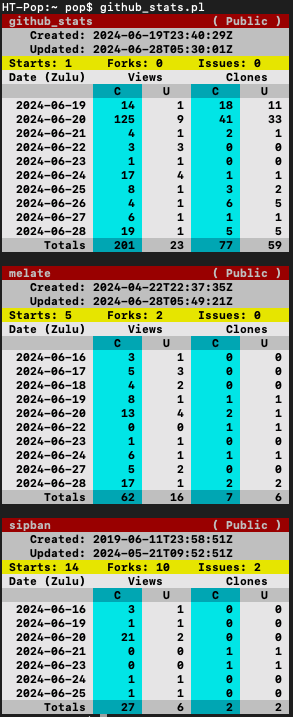 HT-Pop:~ pop$ github_stats.pl
github_stats ( Public )
Created: 2024-06-19T23:40:29Z
Updated: 2024-06-28T05:30:01Z
Starts: 1 Forks: 0 Issues: 0
Date (Zulu) Views Clones
C U C U
2024-06-19 14 1 18 11
2024-06-20 125 9 41 33
2024-06-21 4 1 2 1
2024-06-22 3 3 0 0
2024-06-23 1 1 0 0
2024-06-24 17 4 1 1
2024-06-25 8 1 3 2
2024-06-26 4 1 6 5
2024-06-27 6 1 1 1
2024-06-28 19 1 5 5
Totals 201 23 77 59
melate ( Public )
Created: 2024-04-22T22:37:35Z
Updated: 2024-06-28T05:49:21Z
Starts: 5 Forks: 2 Issues: 0
Date (Zulu) Views Clones
C U C U
2024-06-16 3 1 0 0
2024-06-17 5 3 0 0
2024-06-18 4 2 0 0
2024-06-19 8 1 1 1
2024-06-20 13 4 2 1
2024-06-22 0 0 1 1
2024-06-23 1 1 0 0
2024-06-24 6 1 1 1
2024-06-27 5 2 0 0
2024-06-28 17 1 2 2
Totals 62 16 7 6
sipban ( Public )
Created: 2019-06-11T23:58:51Z
Updated: 2024-05-21T09:52:51Z
Starts: 14 Forks: 10 Issues: 2
Date (Zulu) Views Clones
C U C U
2024-06-16 3 1 0 0
2024-06-19 1 1 0 0
2024-06-20 21 2 0 0
2024-06-21 0 0 1 1
2024-06-23 0 0 1 1
2024-06-24 1 1 0 0
2024-06-25 1 1 0 0
Totals 27 6 2 2